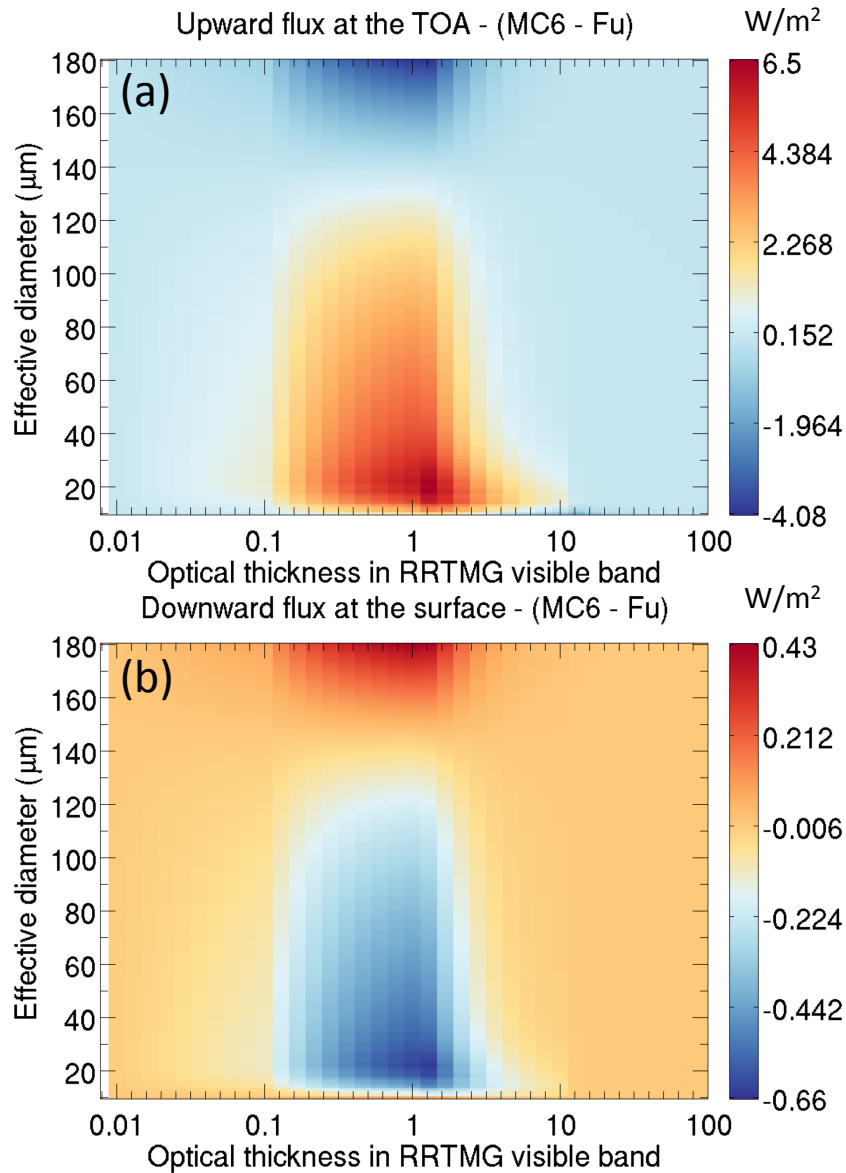 Upward flux at the TOA - (MC6 - Fu)
W/m²
(a)
180
160
140
120
100
80
60
40
20
Effective diameter (μm)
0.01 0.1 1 10 100
Optical thickness in RRTMG visible band
6.5
4.384
2.268
0.152
-1.964
-4.08
Downward flux at the surface - (MC6 - Fu)
W/m²
(b)
180
160
140
120
100
80
60
40
20
Effective diameter (μm)
0.01 0.1 1 10 100
Optical thickness in RRTMG visible band
0.43
0.212
-0.006
-0.224
-0.442
-0.66